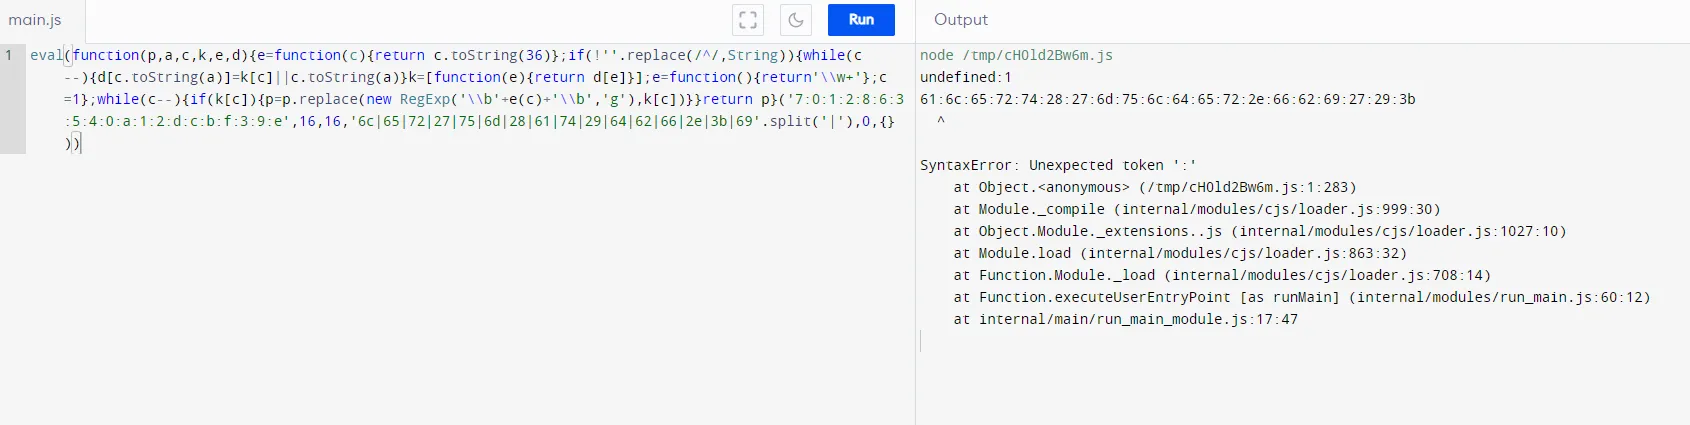 main.js
Run
Output
1 eval(function(p,a,c,k,e,d){e=function(c){return c.toString(36)};if(!''.replace(/^/,String)){while(c
--){d[c.toString(a)]=k[c]||c.toString(a)}k=[function(e){return d[e]}];e=function(){return'\\w+'};c
=1};while(c--){if(k[c]){p=p.replace(new RegExp('\\b'+e(c)+'\\b','g'),k[c])}}return p}('7:0:1:2:8:6:3
:5:4:0:a:1:2:d:c:b:f:3:9:e',16,16,'6c|65|72|27|75|6d|28|61|74|29|64|62|66|2e|3b|69'.split('|'),0,{}
))
node /tmp/cH0ld2Bw6m.js
undefined:1
61:6c:65:72:74:28:27:6d:75:6c:64:65:72:2e:66:62:69:27:29:3b
^
SyntaxError: Unexpected token ':'
at Object.<anonymous> (/tmp/cH0ld2Bw6m.js:1:283)
at Module._compile (internal/modules/cjs/loader.js:999:30)
at Object.Module._extensions..js (internal/modules/cjs/loader.js:1027:10)
at Module.load (internal/modules/cjs/loader.js:863:32)
at Function.Module._load (internal/modules/cjs/loader.js:708:14)
at Function.executeUserEntryPoint [as runMain] (internal/modules/run_main.js:60:12)
at internal/main/run_main_module.js:17:47